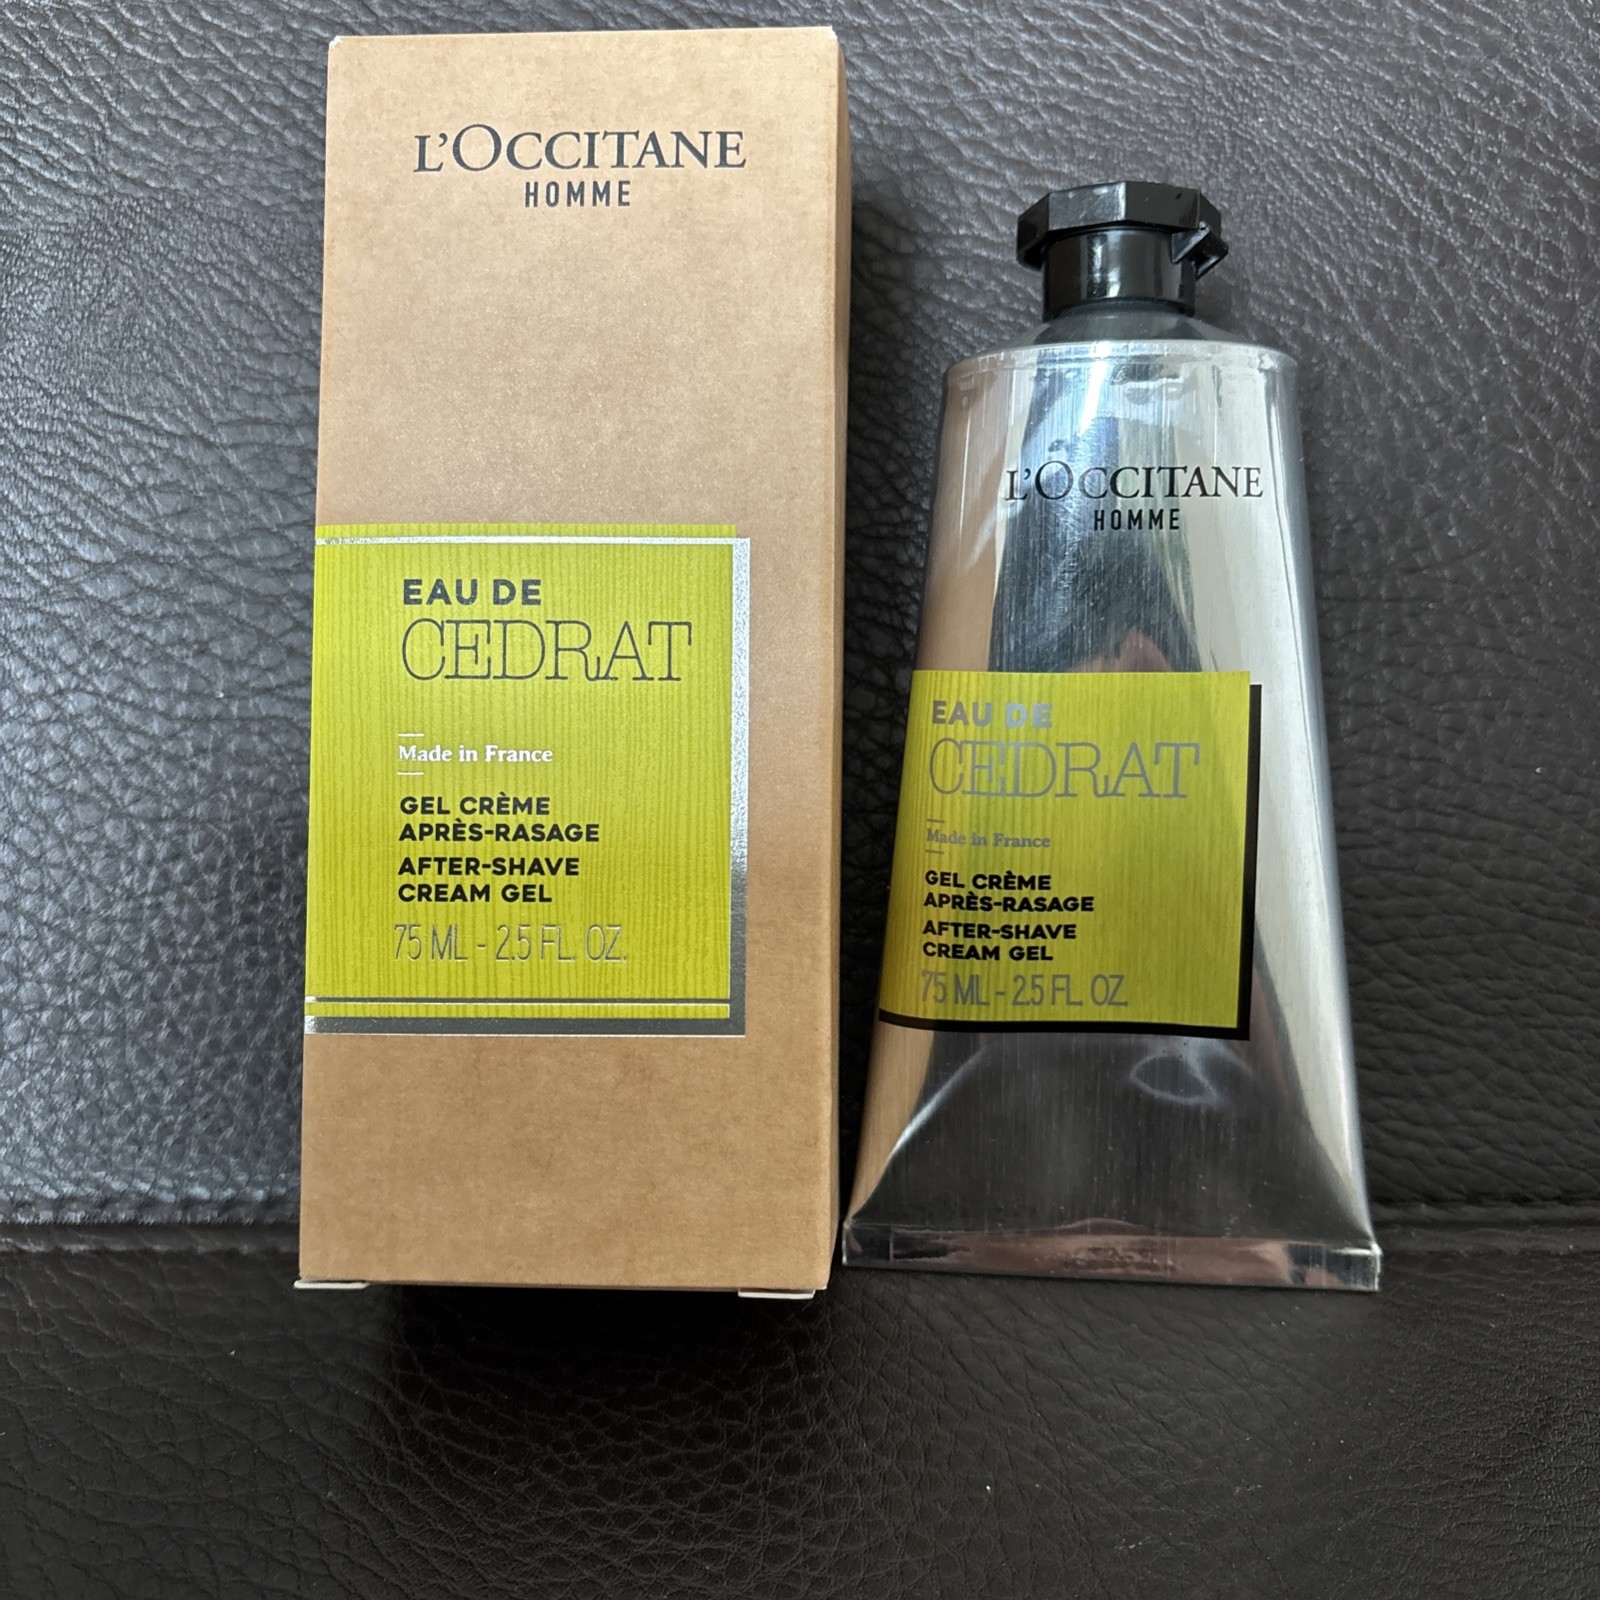 L'OCCITANE
HOMME
EAU DE
CEDRAT
Made in France
GEL CRÈME
APRÈS-RASAGE
AFTER-SHAVE
CREAM GEL
75 ML - 2.5 FL. OZ.
L'OCCITANE
HOMME
EAU DE
CEDRAT
Made in France
GEL CRÈME
APRÈS-RASAGE
AFTER-SHAVE
CREAM GEL
75 ML - 2.5 FL. OZ.